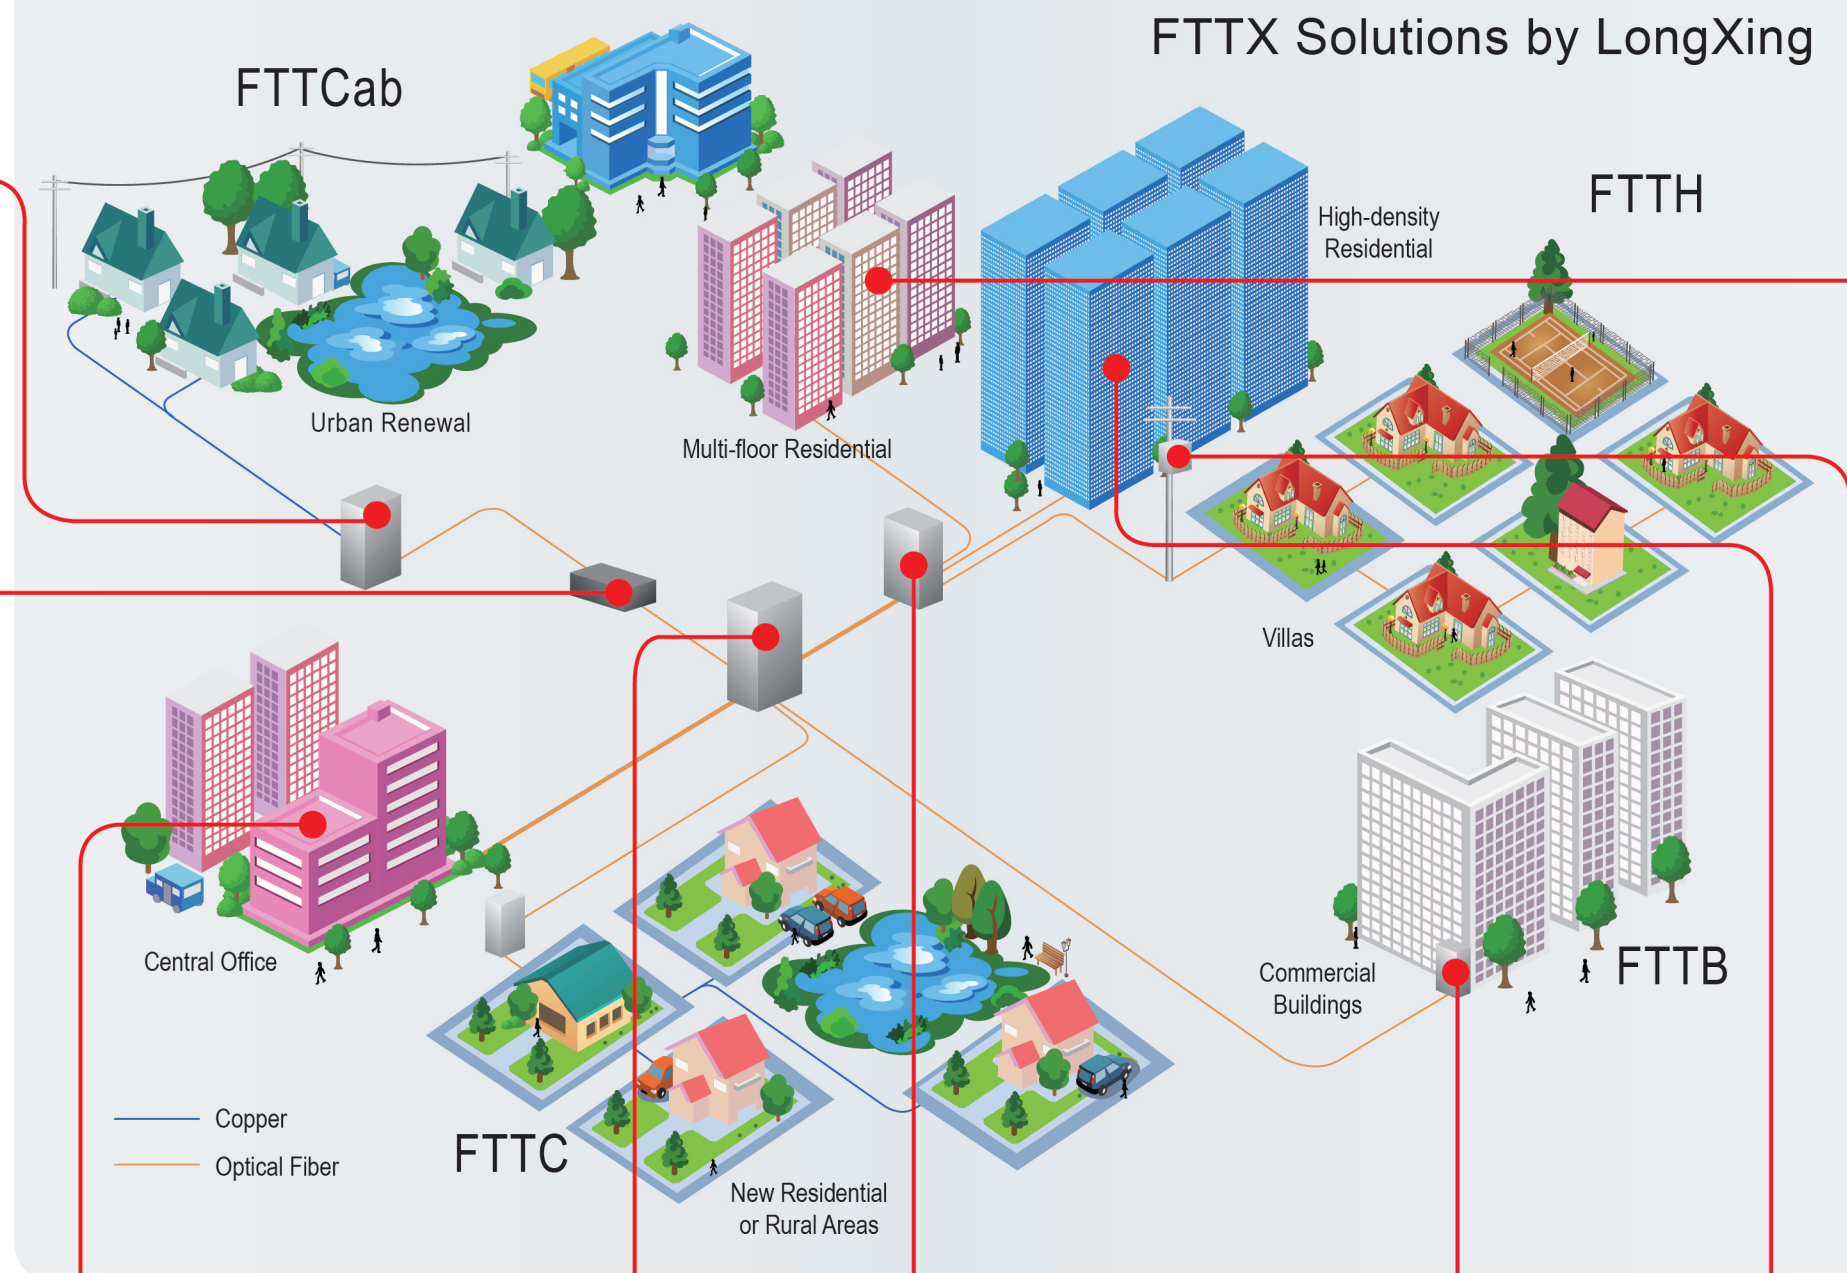 FTTX Solutions by LongXing
FTTCab
FTTH
High-density
Residential
Urban Renewal
Multi-floor Residential
Villas
Central Office
Commercial
Buildings
FTTB
Copper
Optical Fiber
FTTC
New Residential
or Rural Areas